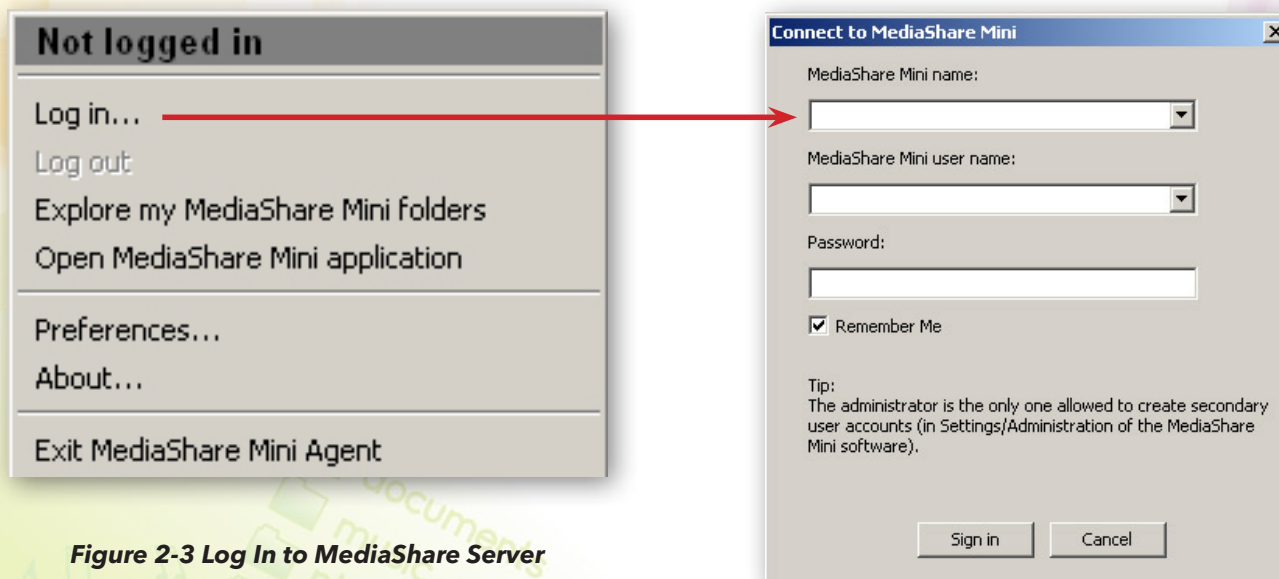 Not logged in
Log in...
Log out
Explore my MediaShare Mini folders
Open MediaShare Mini application
Preferences...
About...
Exit MediaShare Mini Agent
Connect to MediaShare Mini
MediaShare Mini name:
MediaShare Mini user name:
Password:
Remember Me
Tip:
The administrator is the only one allowed to create secondary
user accounts (in Settings/Administration of the MediaShare
Mini software).
Sign in
Cancel
documents
music
Figure 2-3 Log In to MediaShare Server